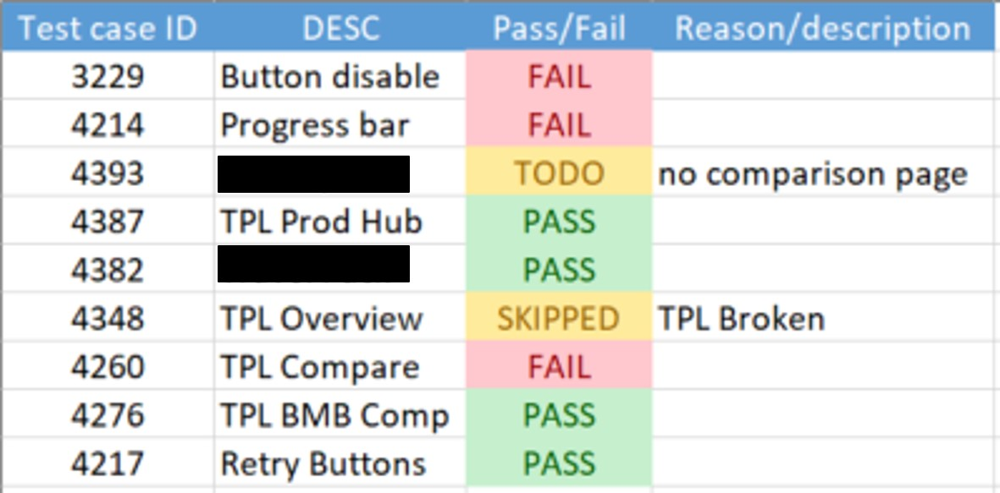 Test case ID DESC Pass/Fail Reason/description
3229 Button disable FAIL
4214 Progress bar FAIL
4393 TODO no comparison page
4387 TPL Prod Hub PASS
4382 PASS
4348 TPL Overview SKIPPED TPL Broken
4260 TPL Compare FAIL
4276 TPL BMB Comp PASS
4217 Retry Buttons PASS